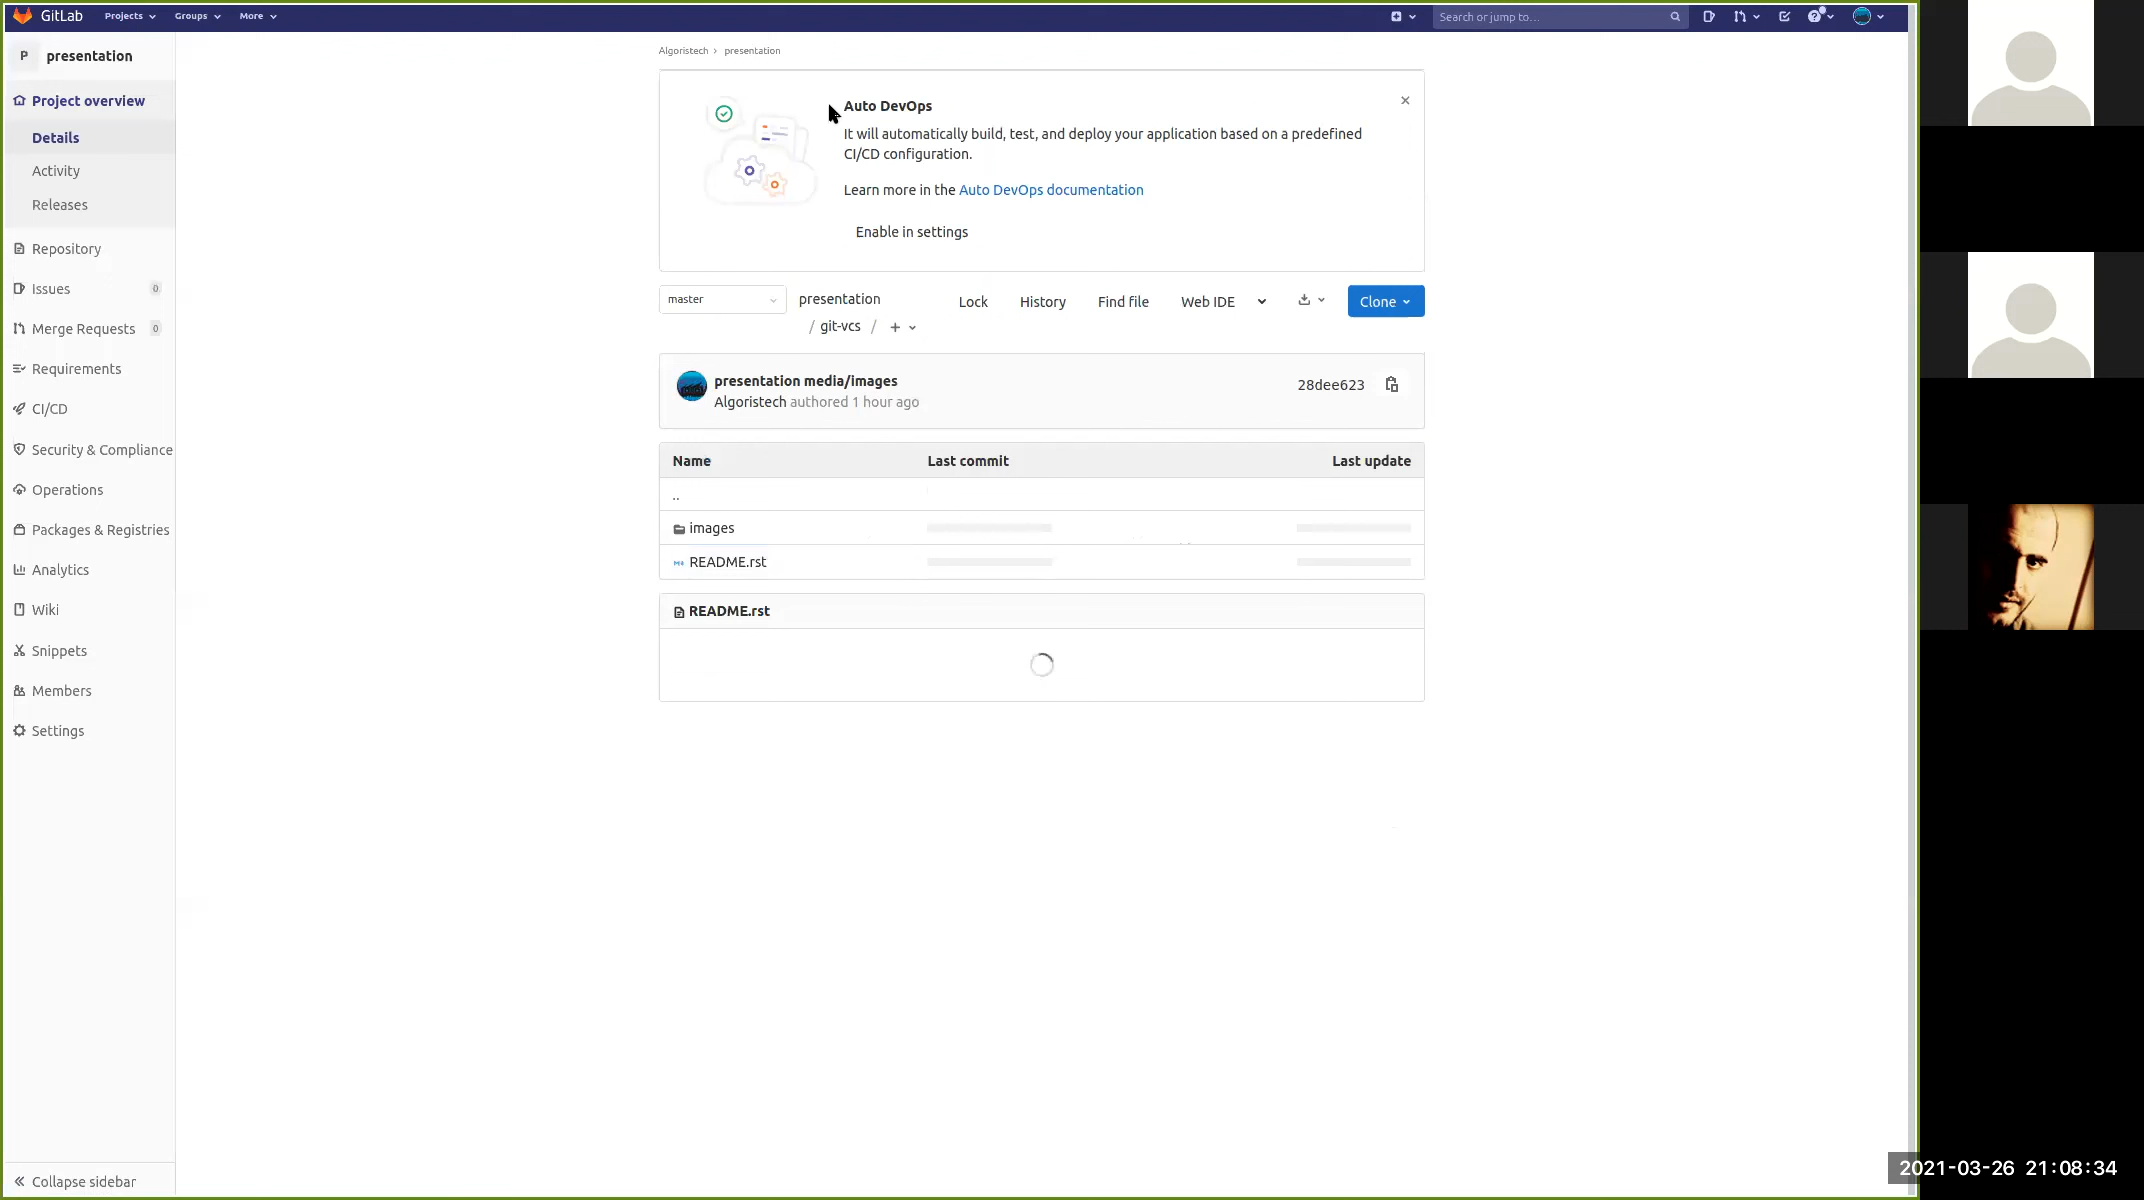 GitLab Projects Groups More Search or jump to...
P presentation
Project overview
Details
Activity
Releases
Repository
Issues 0
Merge Requests 0
Requirements
CI/CD
Security & Compliance
Operations
Packages & Registries
Analytics
Wiki
Snippets
Members
Settings
Collapse sidebar
Algoristech › presentation
Auto DevOps
It will automatically build, test, and deploy your application based on a predefined
CI/CD configuration.
Learn more in the Auto DevOps documentation
Enable in settings
master presentation Lock History Find file Web IDE Clone
/ git-vcs / +
presentation media/images 28dee623
Algoristech authored 1 hour ago
Name Last commit Last update
..
images
README.rst
README.rst
2021-03-26 21:08:34